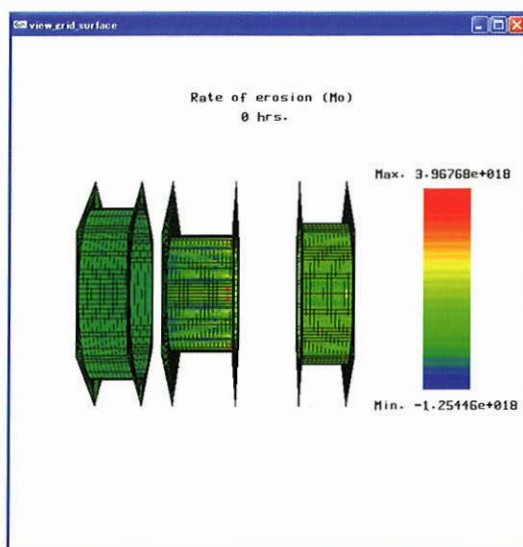 view_grid_surface
Rate of erosion (Mo)
0 hrs.
Max. 3.96768e+018
Min. -1.25446e+018